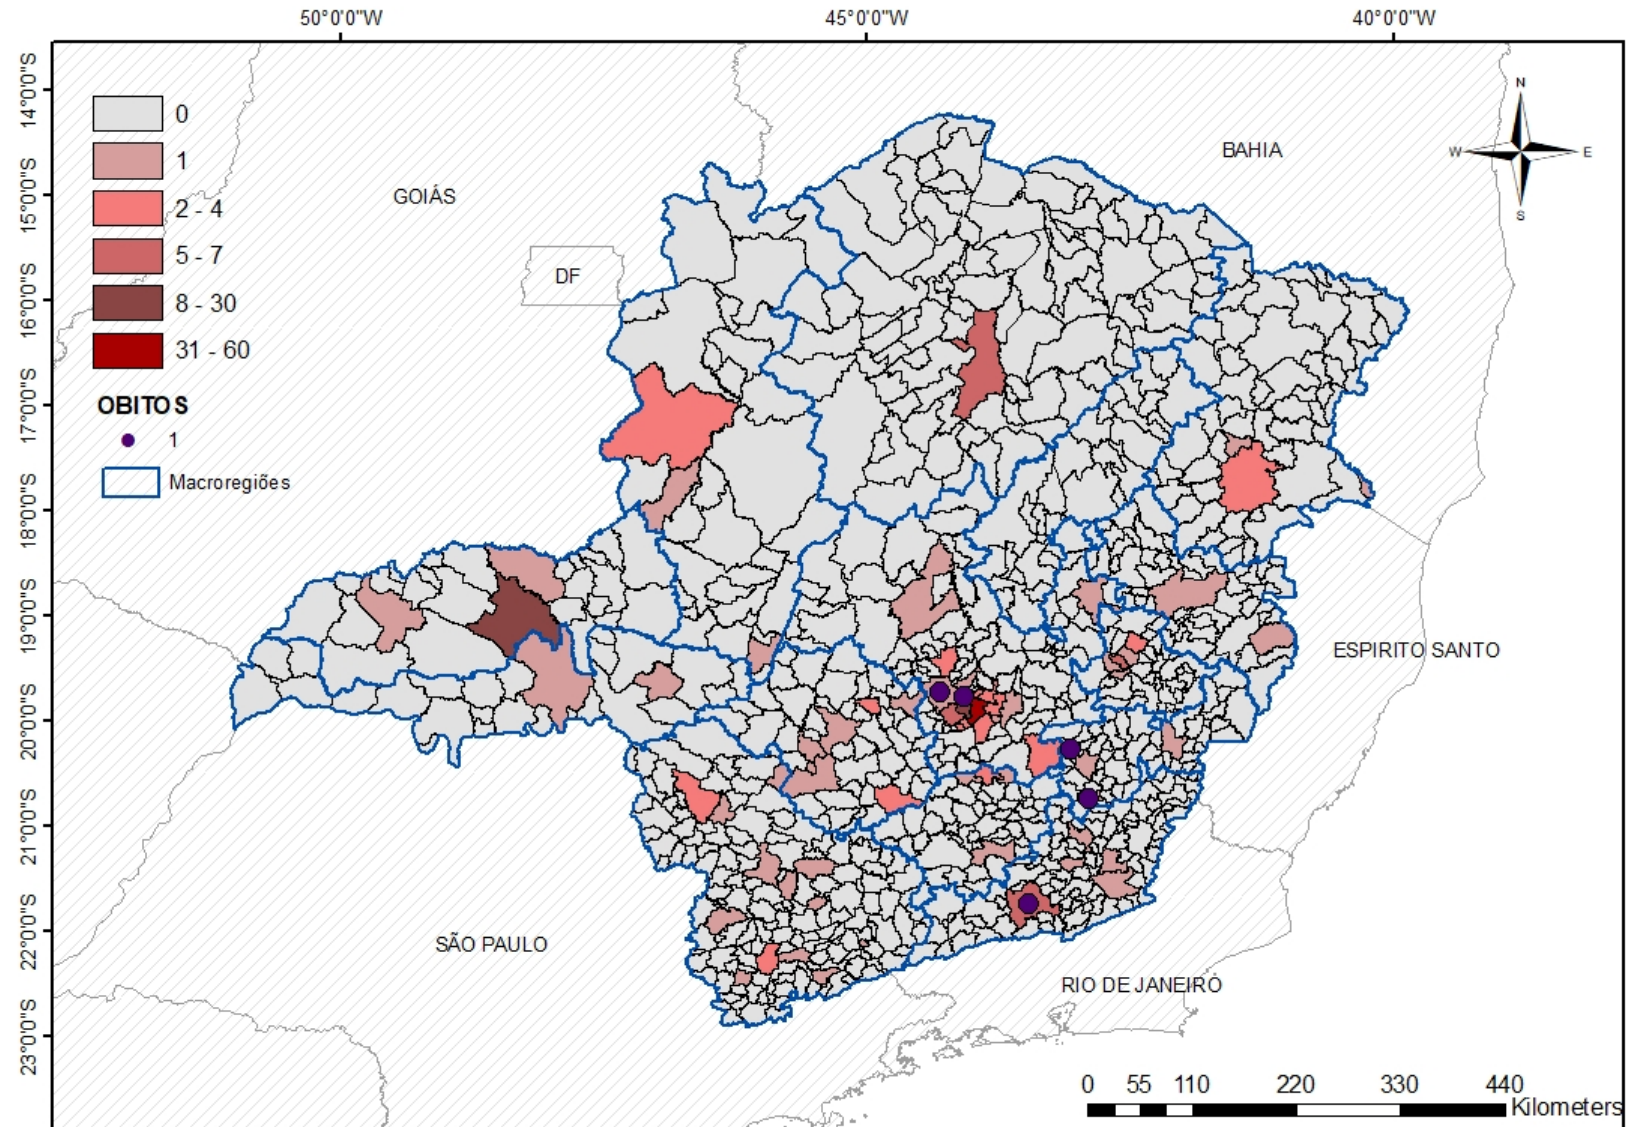 50°0'0"W 45°0'0"W 40°0'0"W
14°0'0"S
15°0'0"S
16°0'0"S
17°0'0"S
18°0'0"S
19°0'0"S
20°0'0"S
21°0'0"S
22°0'0"S
23°0'0"S
0
1
2 - 4
5 - 7
8 - 30
31 - 60
OBITOS
1
Macroregiões
GOIÁS
DF
BAHIA
N
W E
S
ESPIRITO SANTO
SÃO PAULO
RIO DE JANEIRO
0 55 110 220 330 440
Kilometers